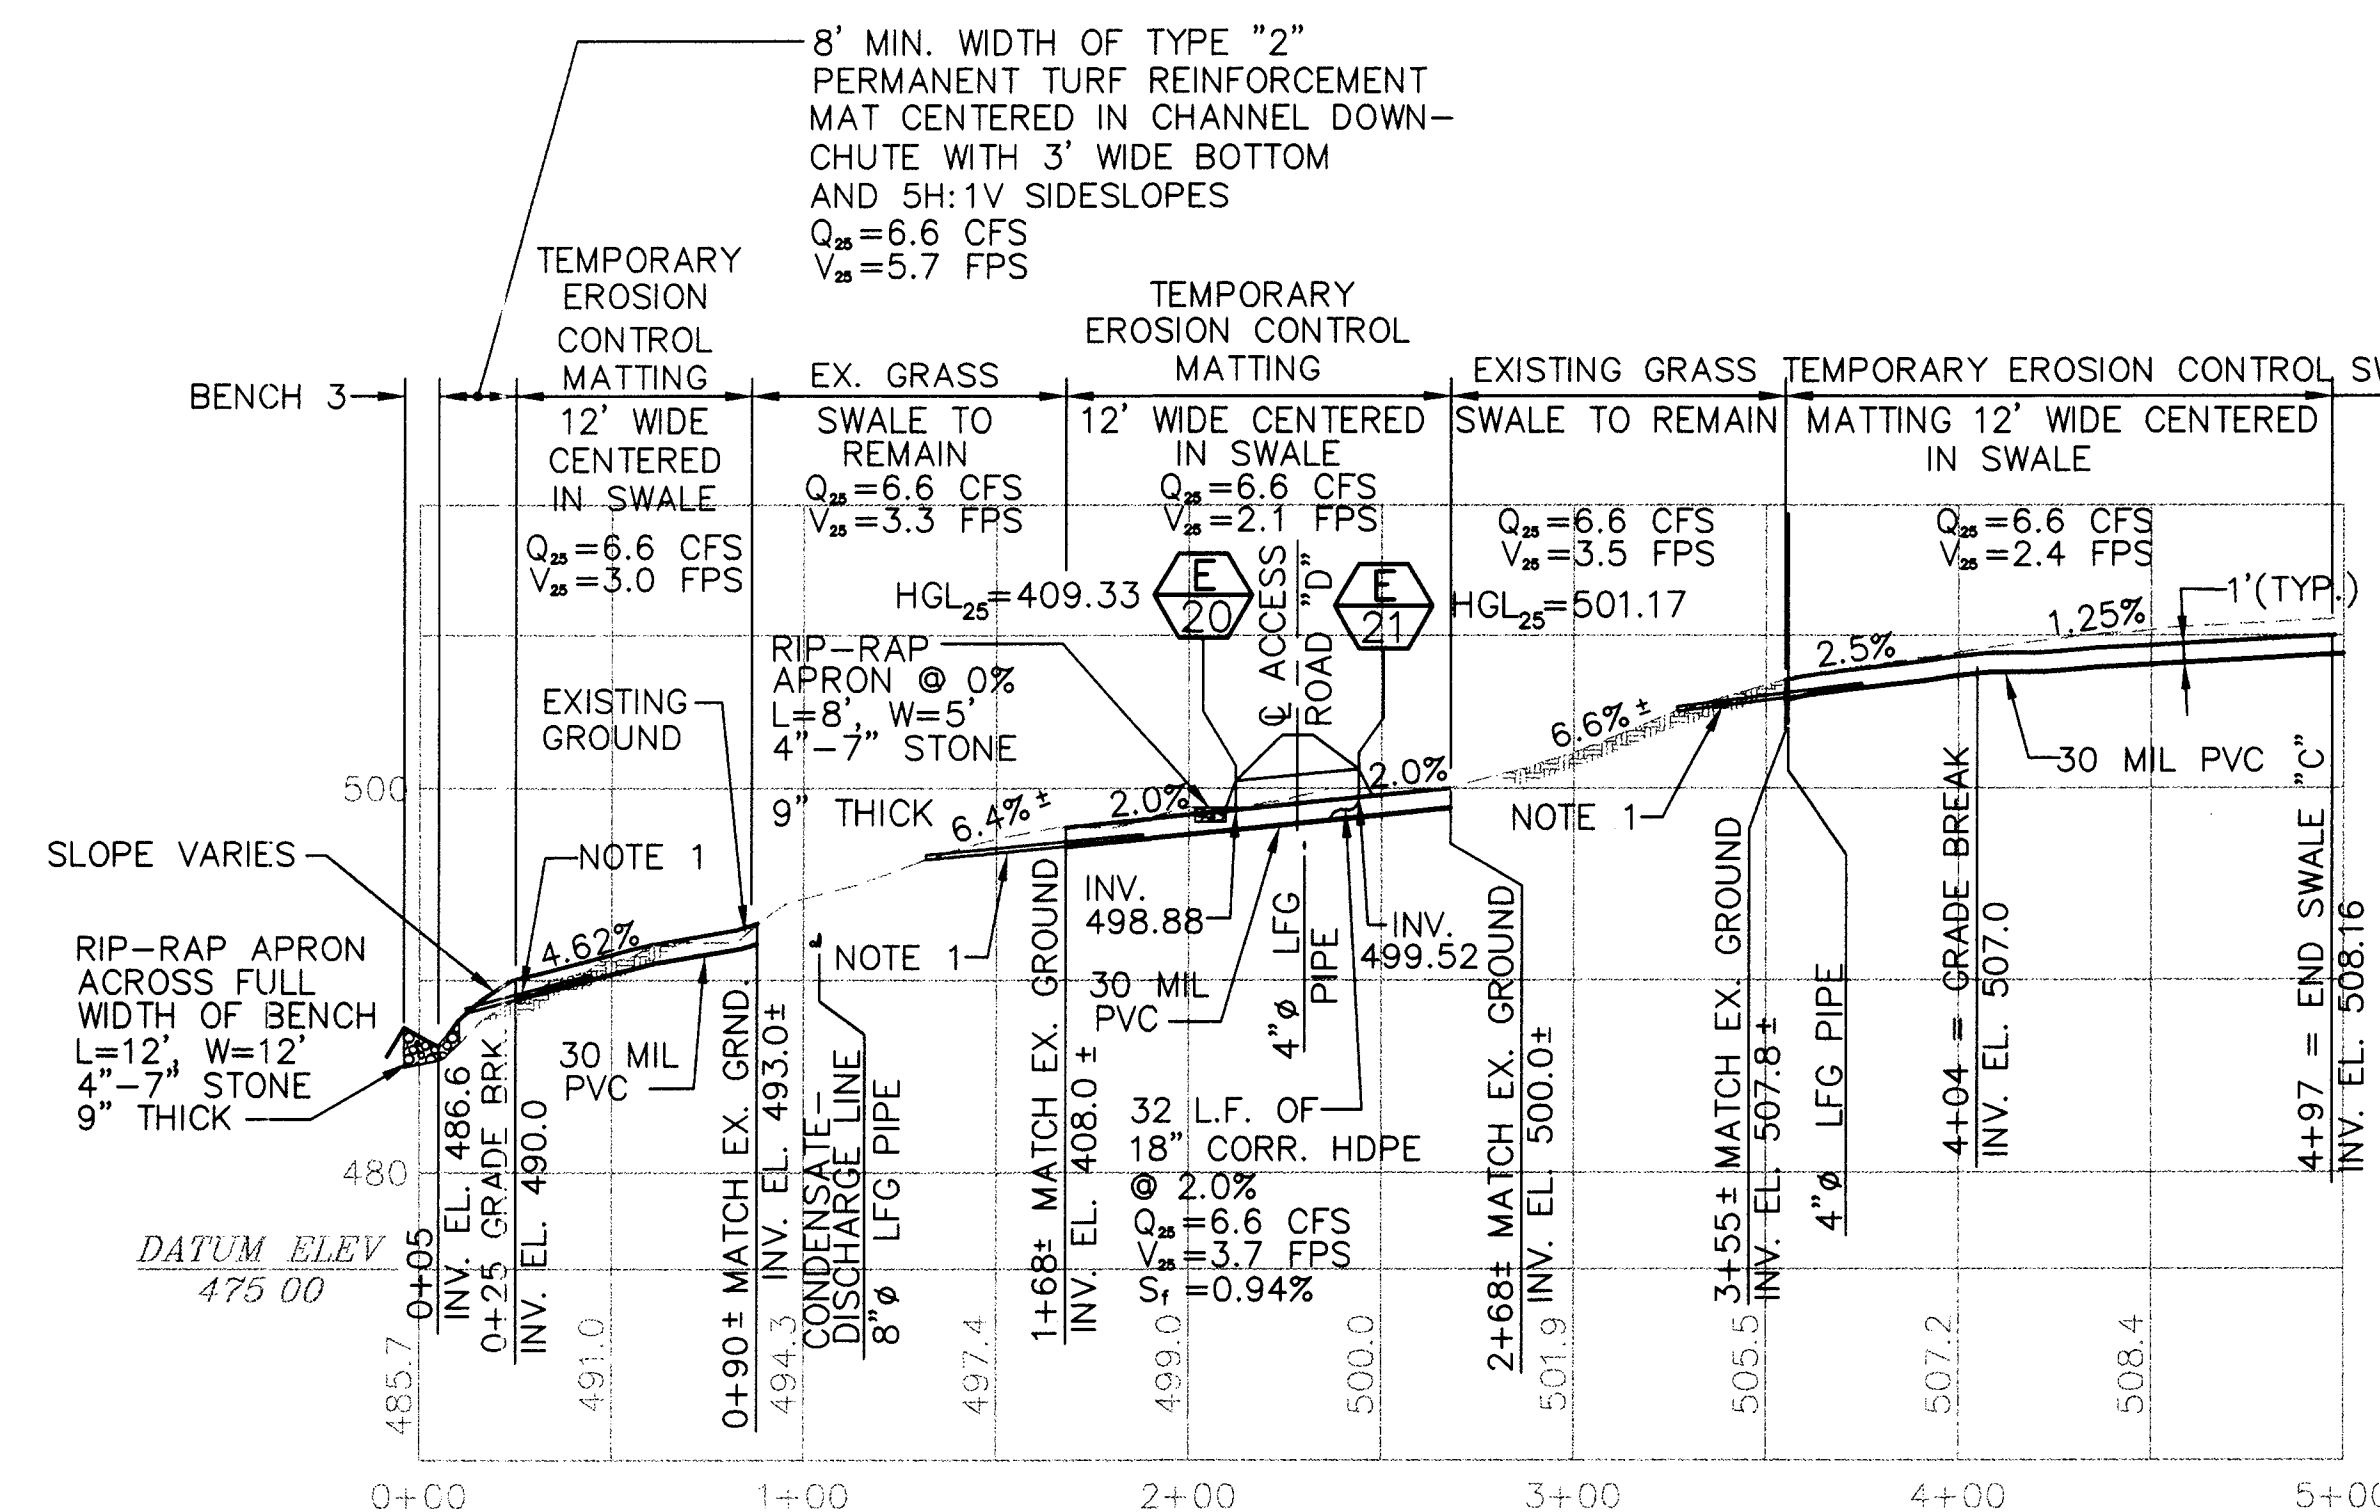 8' MIN. WIDTH OF TYPE "2"
PERMANENT TURF REINFORCEMENT
MAT CENTERED IN CHANNEL DOWN-
CHUTE WITH 3' WIDE BOTTOM
AND 5H:1V SIDESLOPES
Q25=6.6 CFS
V25=5.7 FPS
BENCH 3
TEMPORARY
EROSION
CONTROL
MATTING
12' WIDE
CENTERED
IN SWALE
Q25=6.6 CFS
V25=3.0 FPS
EX. GRASS
SWALE TO
REMAIN
Q25=6.6 CFS
V25=3.3 FPS
TEMPORARY
EROSION CONTROL
MATTING
12' WIDE CENTERED
IN SWALE
Q25=6.6 CFS
V25=2.1 FPS
EXISTING GRASS
SWALE TO REMAIN
Q25=6.6 CFS
V25=3.5 FPS
TEMPORARY EROSION CONTROL
MATTING 12' WIDE CENTERED
IN SWALE
Q25=6.6 CFS
V25=2.4 FPS
SW
HGL25=409.33
E
20
℄ ACCESS
ROAD "D"
E
21
HGL25=501.17
1'(TYP.)
1.25%
2.5%
6.6%±
2.0%
2.0%
6.4%±
4.62%
RIP-RAP
APRON @ 0%
L=8', W=5'
4"-7" STONE
9" THICK
EXISTING
GROUND
30 MIL PVC
NOTE 1
NOTE 1
NOTE 1
SLOPE VARIES
RIP-RAP APRON
ACROSS FULL
WIDTH OF BENCH
L=12', W=12'
4"-7" STONE
9" THICK
30 MIL
PVC
INV.
498.88
INV.
499.52
30 MIL
PVC
4"ø LFG
PIPE
32 L.F. OF
18" CORR. HDPE
@ 2.0%
Q25=6.6 CFS
V25=3.7 FPS
Sf =0.94%
500
480
DATUM ELEV
475 00
0+05
INV. EL. 486.6
0+25 GRADE BRK.
INV. EL. 490.0
0+90± MATCH EX. GRND.
INV. EL. 493.0±
CONDENSATE-
DISCHARGE LINE
8"ø LFG PIPE
1+68± MATCH EX. GROUND
INV. EL. 408.0 ±
2+68± MATCH EX. GROUND
INV. EL. 500.0±
3+55± MATCH EX. GROUND
INV. EL. 507.8±
4"ø LFG PIPE
4+04 = GRADE BREAK
INV. EL. 507.0
4+97 = END SWALE "C"
INV. EL. 508.16
485.7
491.0
494.3
497.4
499.0
500.0
501.9
505.5
507.2
508.4
0+00
1+00
2+00
3+00
4+00
5+00